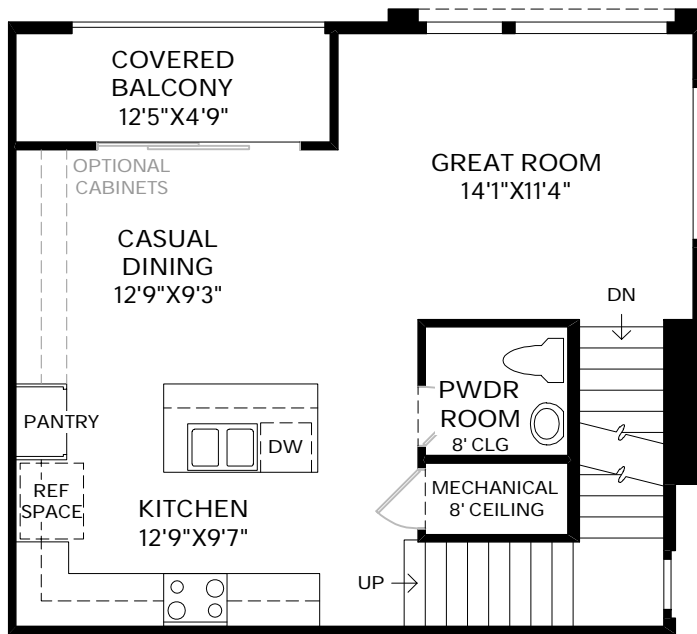 COVERED
BALCONY
12'5"X4'9"
OPTIONAL
CABINETS
GREAT ROOM
14'1"X11'4"
CASUAL
DINING
12'9"X9'3"
DN
PANTRY
PWDR
ROOM
8' CLG
DW
REF
SPACE
KITCHEN
12'9"X9'7"
MECHANICAL
8' CEILING
UP